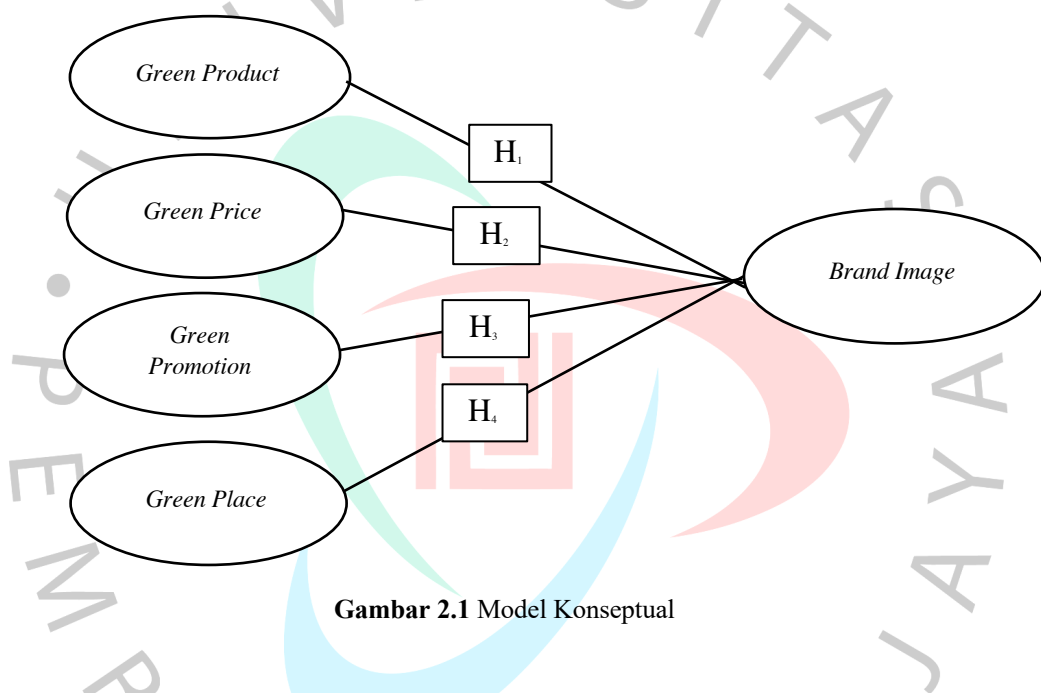 Green Product
H₁
Green Price
H₂
Brand Image
Green
Promotion
H₃
H₄
Green Place
Gambar 2.1 Model Konseptual